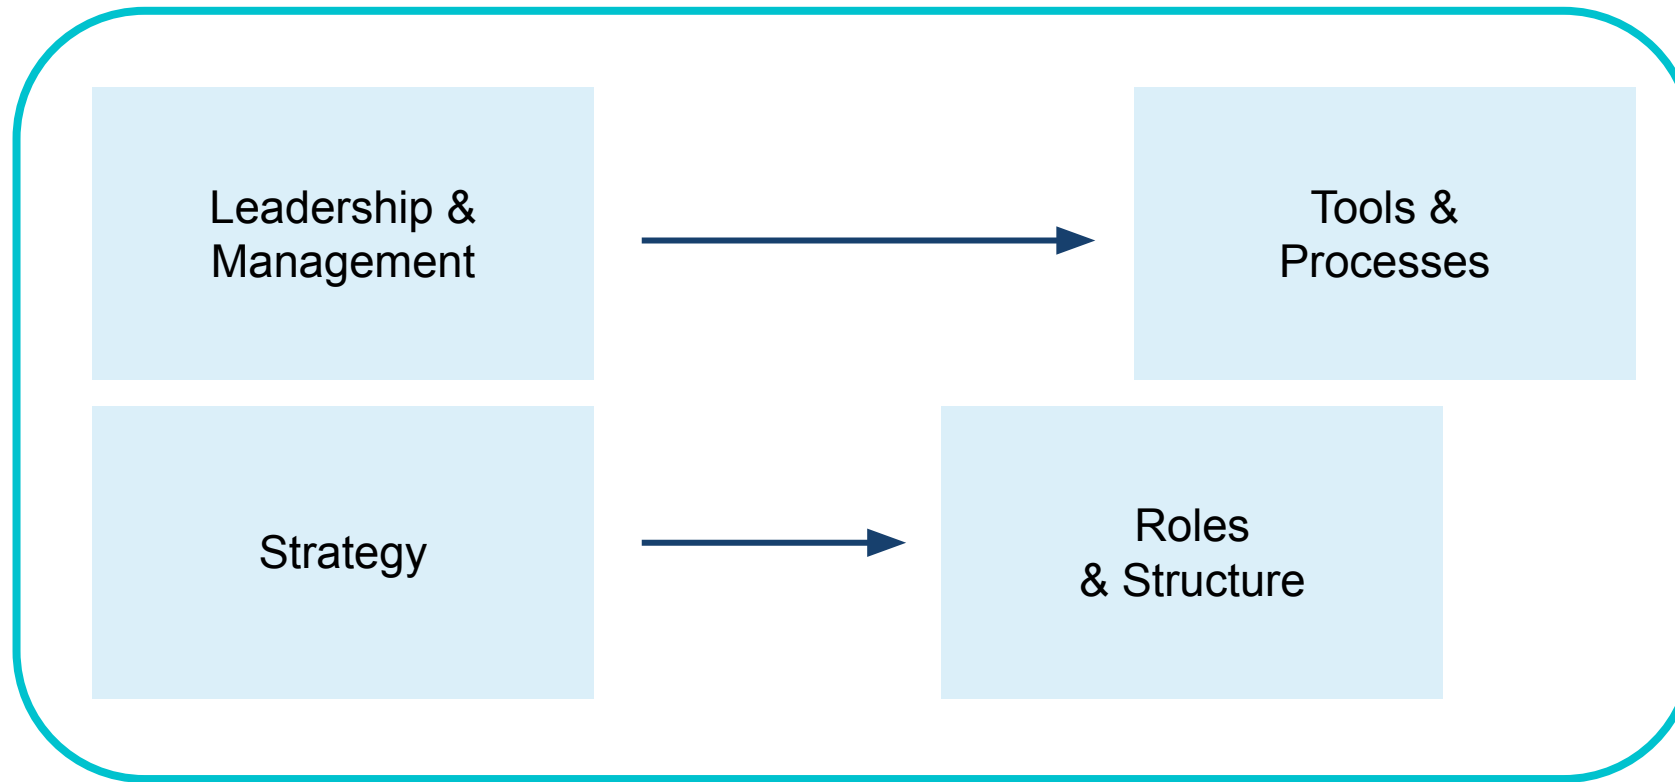 Leadership &
Management
Tools &
Processes
Strategy
Roles
& Structure